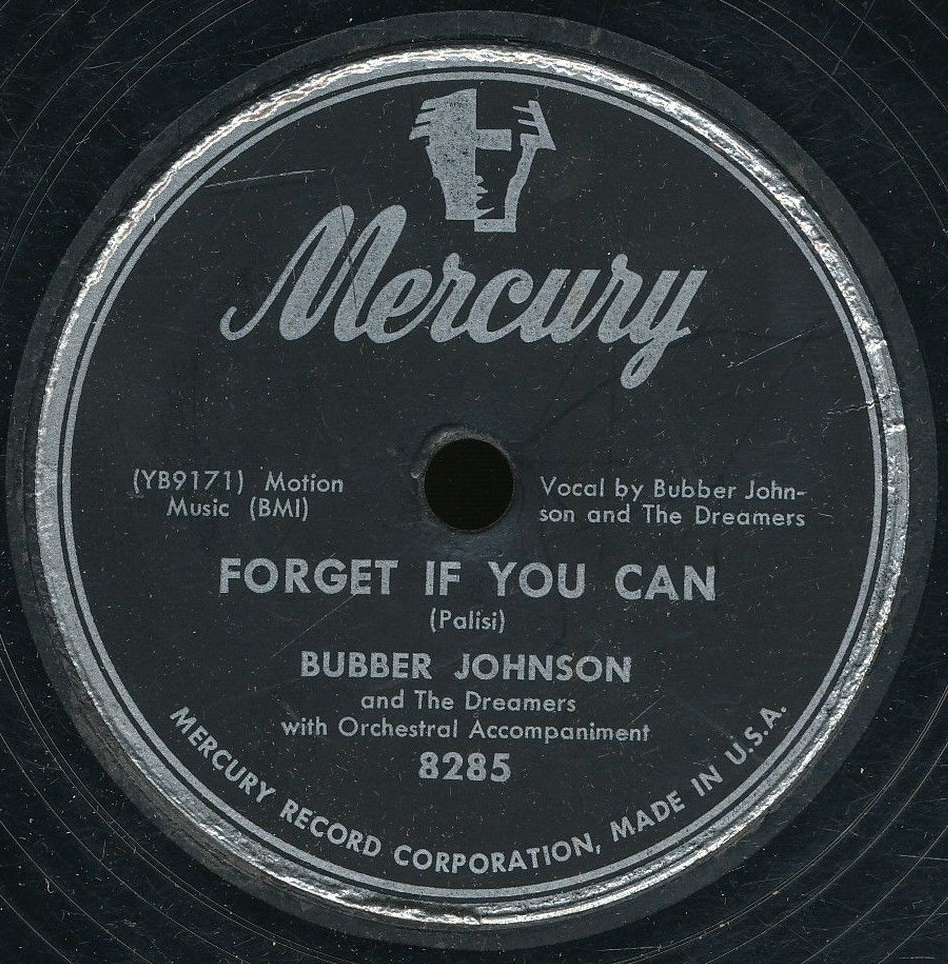 Mercury
(YB9171) Motion
Music (BMI)
Vocal by Bubber John-
son and The Dreamers
FORGET IF YOU CAN
(Palisi)
BUBBER JOHNSON
and The Dreamers
with Orchestral Accompaniment
8285
MERCURY RECORD CORPORATION, MADE IN U.S.A.